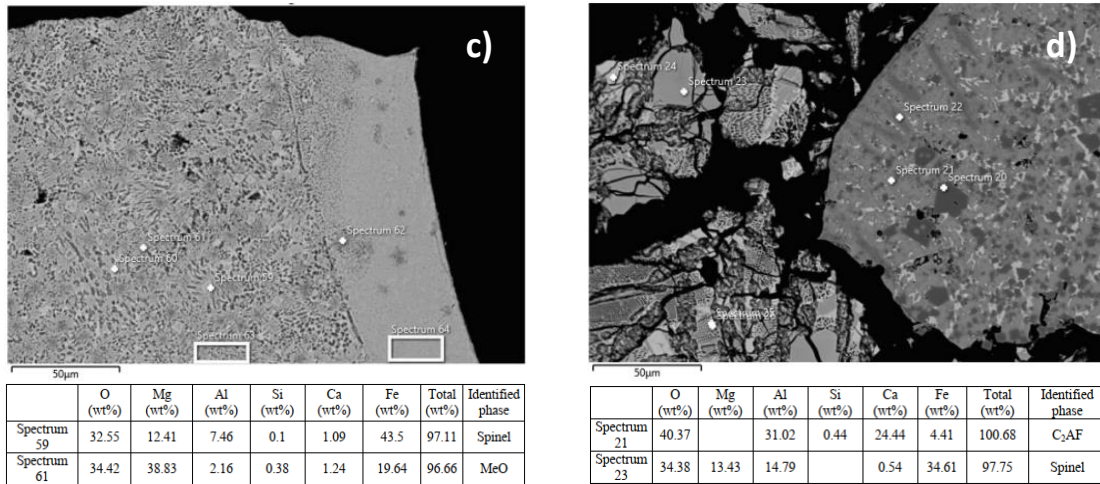 c)
Spectrum 61
Spectrum 60
Spectrum 59
Spectrum 62
Spectrum 63
Spectrum 64
50µm
O (wt%) Mg (wt%) Al (wt%) Si (wt%) Ca (wt%) Fe (wt%) Total (wt%) Identified phase
Spectrum 59 32.55 12.41 7.46 0.1 1.09 43.5 97.11 Spinel
Spectrum 61 34.42 38.83 2.16 0.38 1.24 19.64 96.66 MeO
d)
Spectrum 24
Spectrum 23
Spectrum 22
Spectrum 21
Spectrum 20
Spectrum
50µm
O (wt%) Mg (wt%) Al (wt%) Si (wt%) Ca (wt%) Fe (wt%) Total (wt%) Identified phase
Spectrum 21 40.37 31.02 0.44 24.44 4.41 100.68 C₂AF
Spectrum 23 34.38 13.43 14.79 0.54 34.61 97.75 Spinel